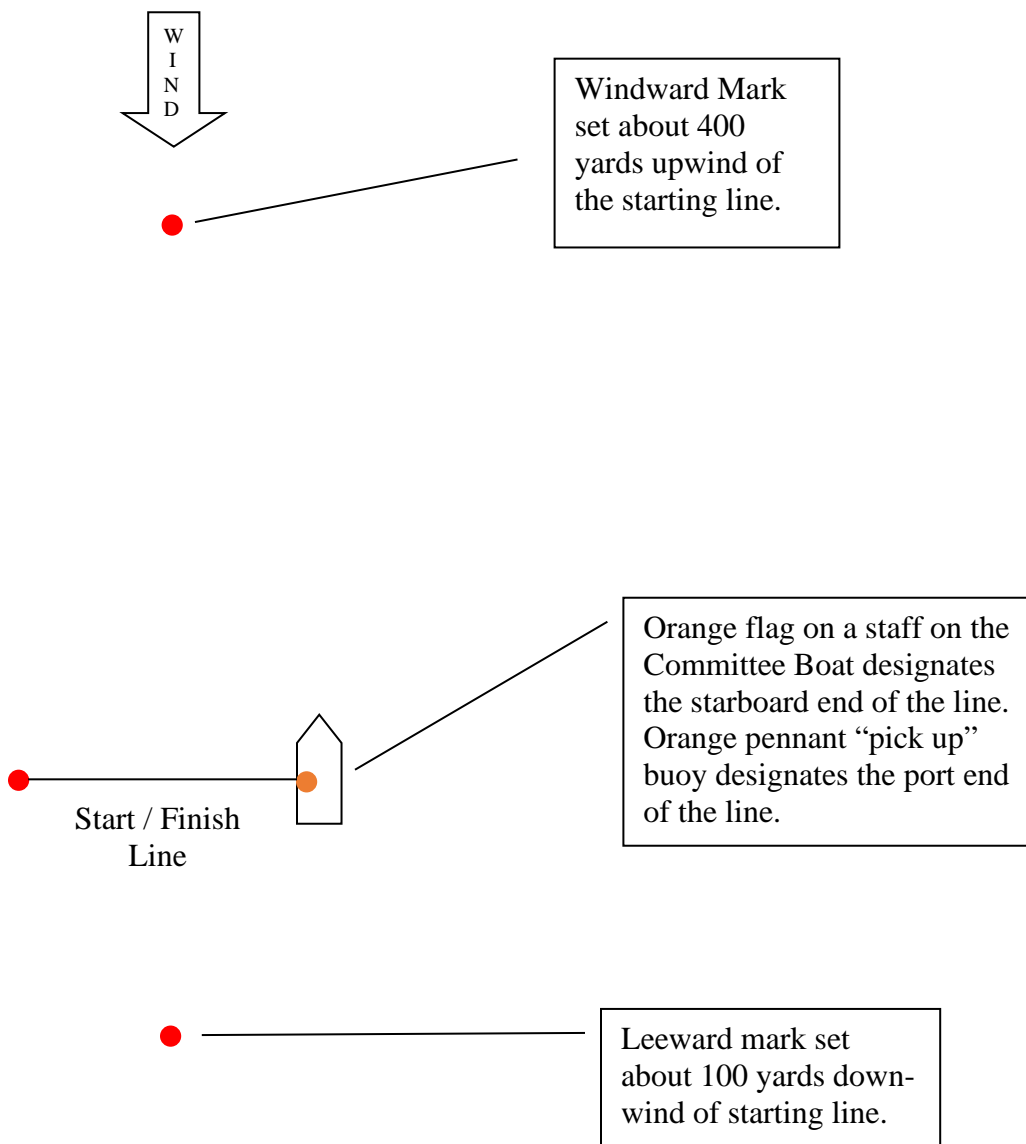 W
I
N
D
Windward Mark
set about 400
yards upwind of
the starting line.
Orange flag on a staff on the
Committee Boat designates
the starboard end of the line.
Orange pennant “pick up”
buoy designates the port end
of the line.
Start / Finish
Line
Leeward mark set
about 100 yards down-
wind of starting line.